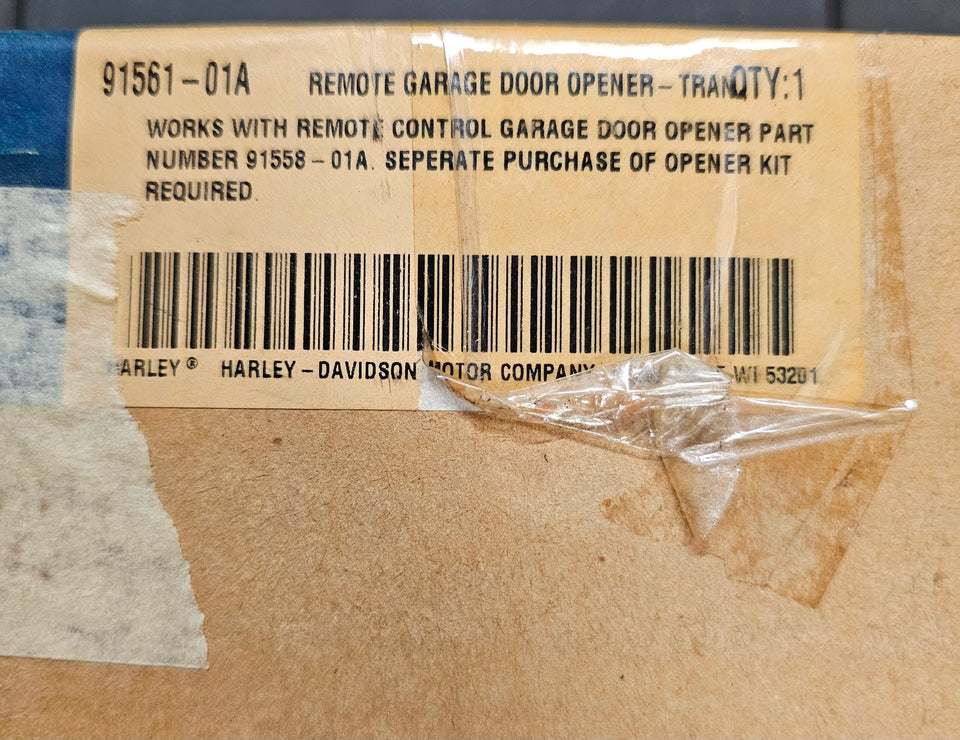 91561-01A REMOTE GARAGE DOOR OPENER - TRAN QTY:1
WORKS WITH REMOTE CONTROL GARAGE DOOR OPENER PART
NUMBER 91558-01A. SEPERATE PURCHASE OF OPENER KIT
REQUIRED.
HARLEY® HARLEY-DAVIDSON MOTOR COMPANY WI 53201